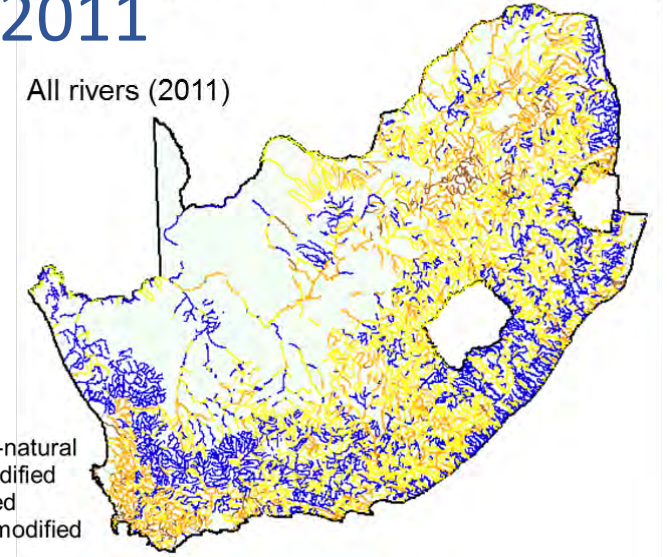 2011
All rivers (2011)
-natural
dified
ed
modified